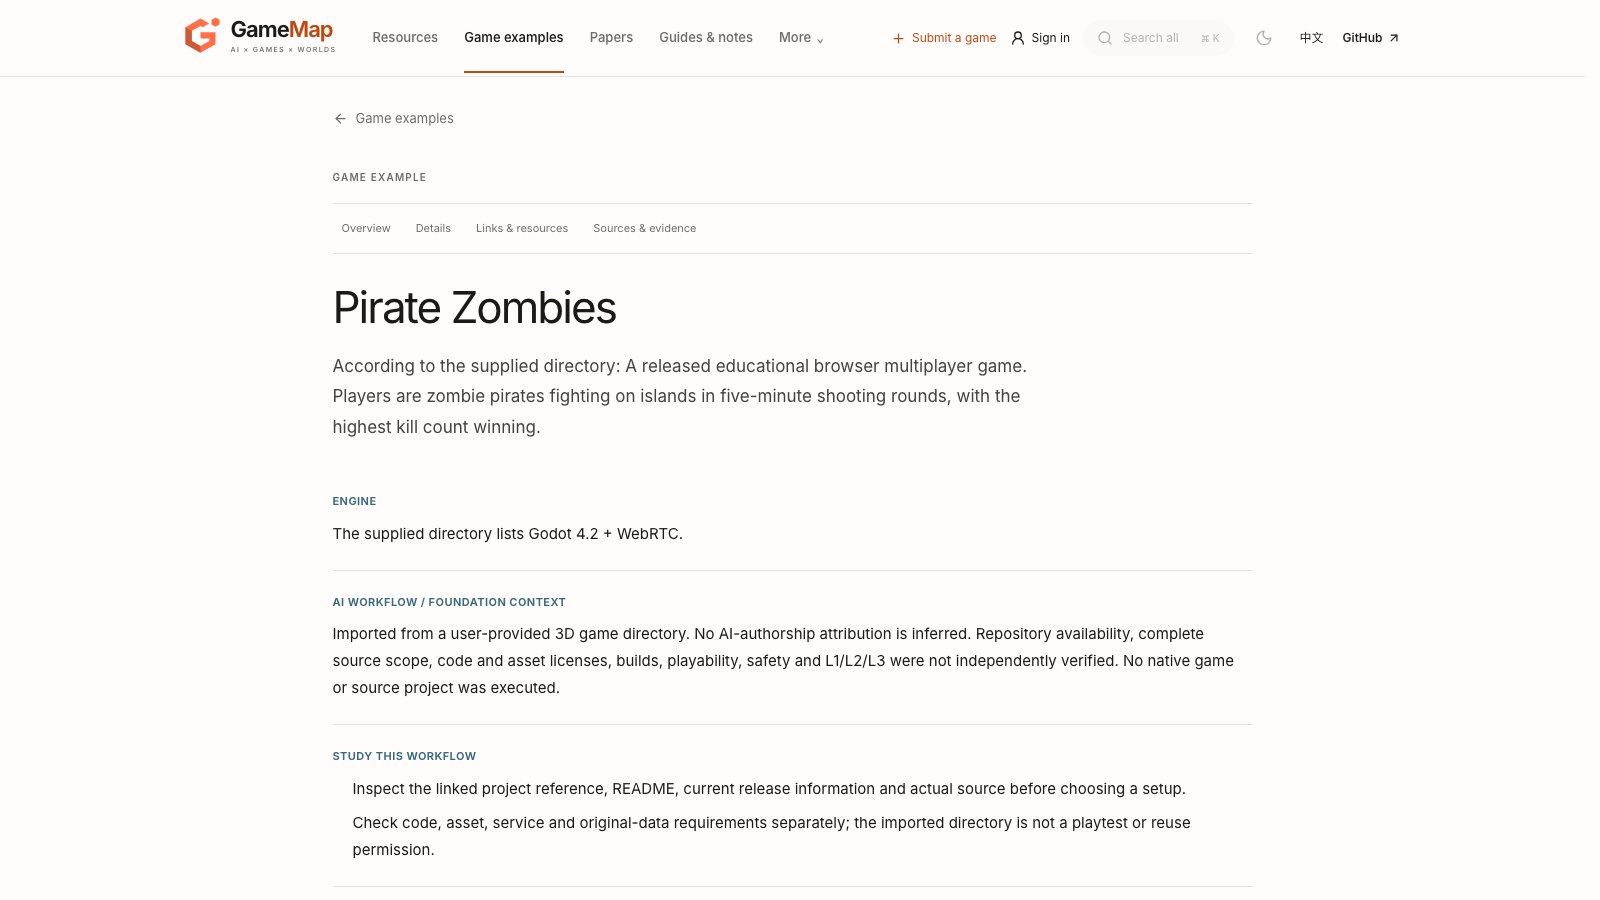 GameMap
AI × GAMES × WORLDS
Resources
Game examples
Papers
Guides & notes
More
Submit a game
Sign in
Search all
⌘ K
中文
GitHub
Game examples
GAME EXAMPLE
Overview
Details
Links & resources
Sources & evidence
Pirate Zombies
According to the supplied directory: A released educational browser multiplayer game.
Players are zombie pirates fighting on islands in five-minute shooting rounds, with the
highest kill count winning.
ENGINE
The supplied directory lists Godot 4.2 + WebRTC.
AI WORKFLOW / FOUNDATION CONTEXT
Imported from a user-provided 3D game directory. No AI-authorship attribution is inferred. Repository availability, complete
source scope, code and asset licenses, builds, playability, safety and L1/L2/L3 were not independently verified. No native game
or source project was executed.
STUDY THIS WORKFLOW
Inspect the linked project reference, README, current release information and actual source before choosing a setup.
Check code, asset, service and original-data requirements separately; the imported directory is not a playtest or reuse
permission.